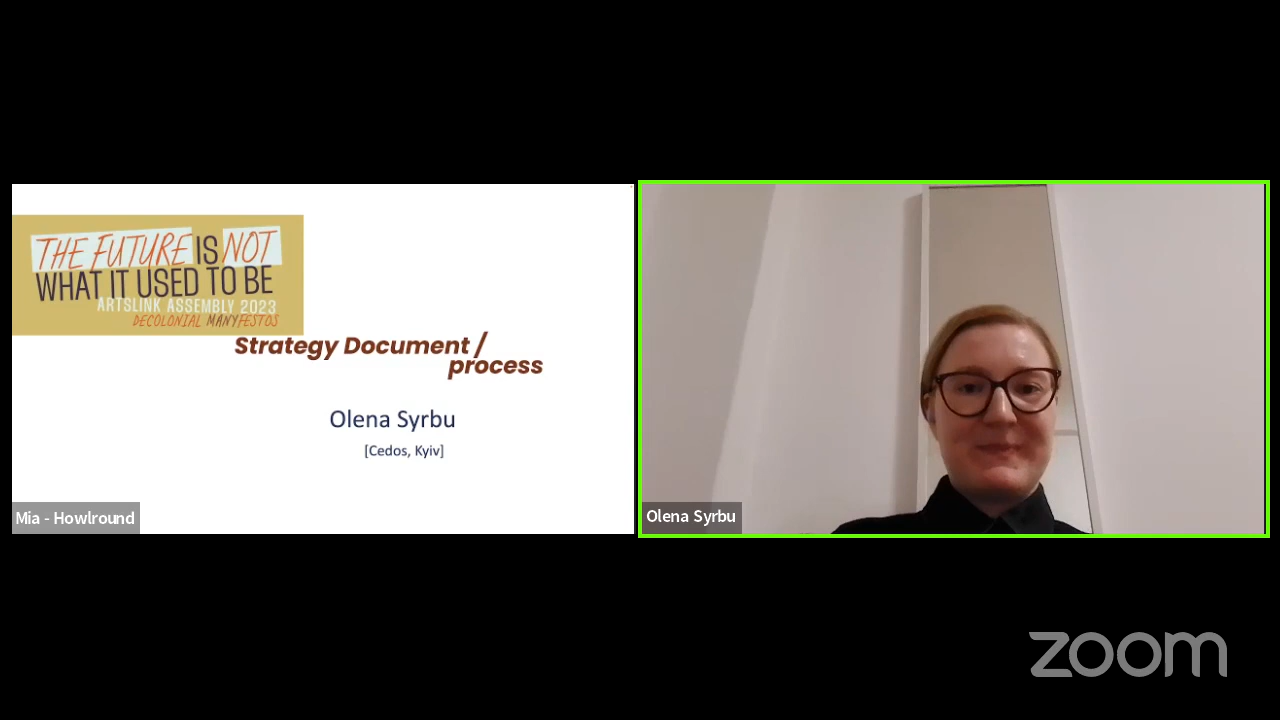 THE FUTURE IS NOT
WHAT IT USED TO BE
ARTSLINK ASSEMBLY 2023
DECOLONIAL MANYFESTOS
Strategy Document /
process
Olena Syrbu
[Cedos, Kyiv]
Mia - Howlround
Olena Syrbu
zoom